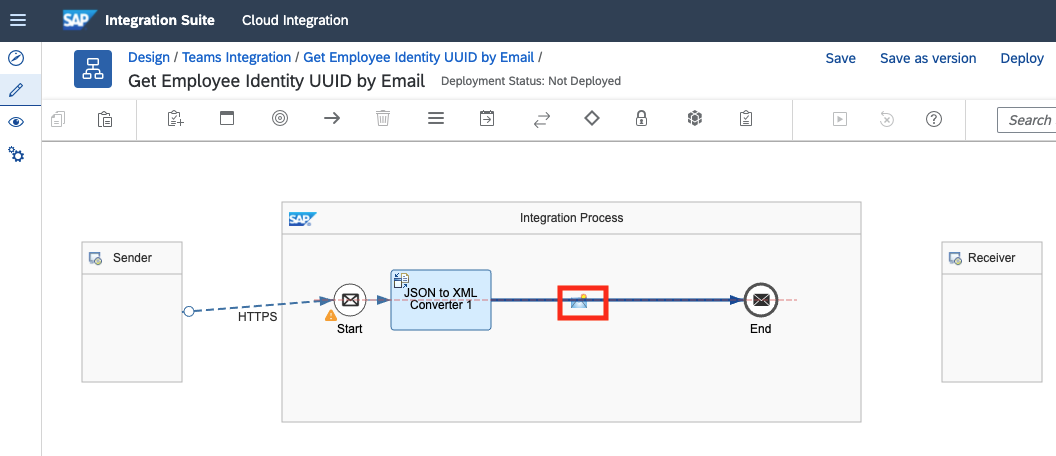 SAP Integration Suite Cloud Integration
Design / Teams Integration / Get Employee Identity UUID by Email /
Save Save as version Deploy
Get Employee Identity UUID by Email Deployment Status: Not Deployed
Search
SAP Integration Process
Sender
Receiver
JSON to XML
Converter 1
HTTPS
Start
End